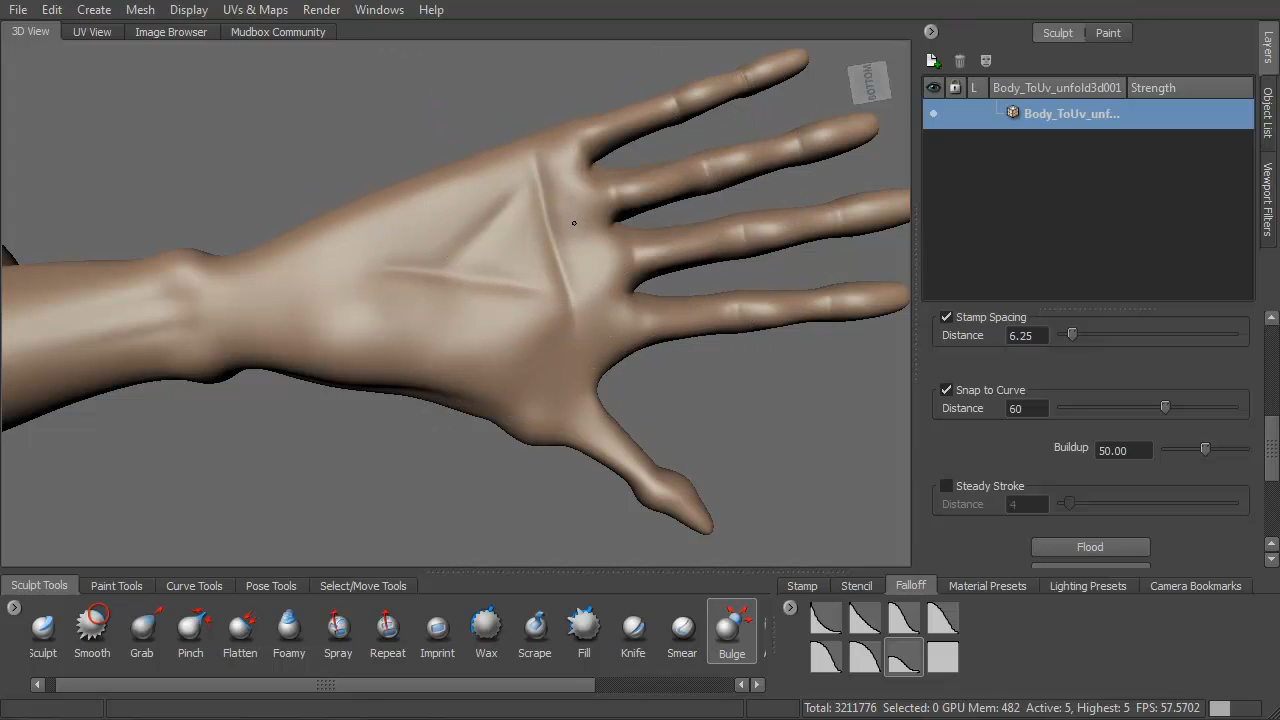 File Edit Create Mesh Display UVs & Maps Render Windows Help
3D View UV View Image Browser Mudbox Community
BOTTOM
Sculpt Paint
L Body_ToUv_unfold3d001 Strength
Body_ToUv_unf...
Layers
Object List
Viewport Filters
Stamp Spacing
Distance 6.25
Snap to Curve
Distance 60
Buildup 50.00
Steady Stroke
Distance 4
Flood
Sculpt Tools Paint Tools Curve Tools Pose Tools Select/Move Tools
Stamp Stencil Falloff Material Presets Lighting Presets Camera Bookmarks
Sculpt Smooth Grab Pinch Flatten Foamy Spray Repeat Imprint Wax Scrape Fill Knife Smear Bulge
Total: 3211776 Selected: 0 GPU Mem: 482 Active: 5, Highest: 5 FPS: 57.5702